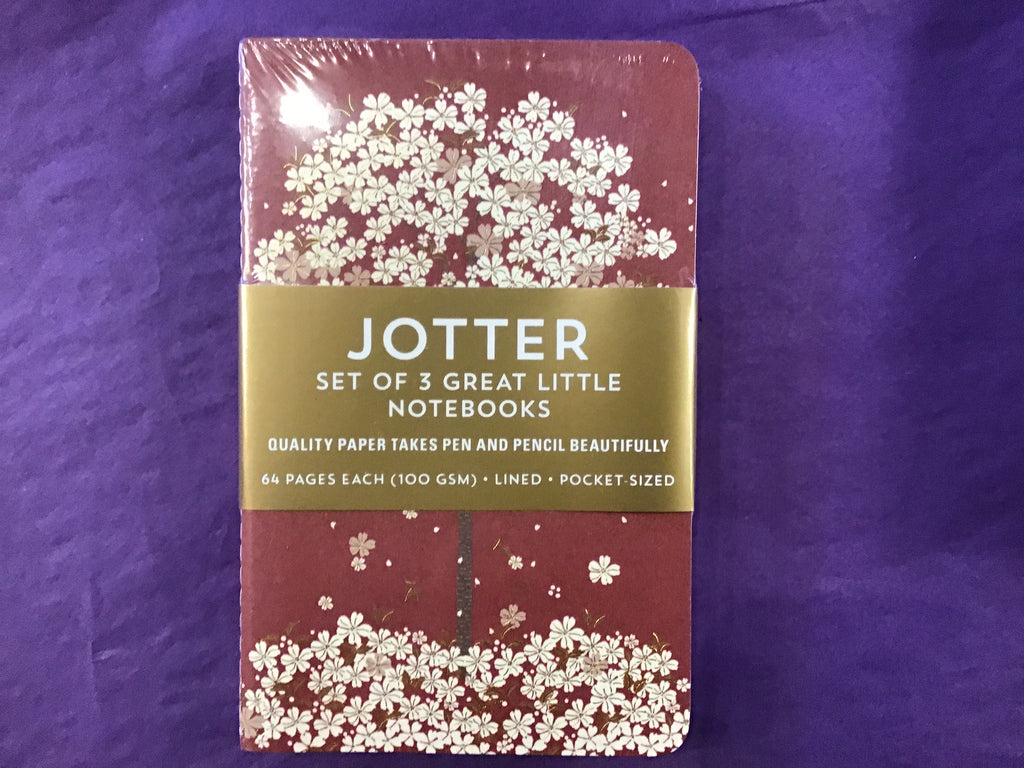 JOTTER
SET OF 3 GREAT LITTLE
NOTEBOOKS
QUALITY PAPER TAKES PEN AND PENCIL BEAUTIFULLY
64 PAGES EACH (100 GSM) • LINED • POCKET-SIZED